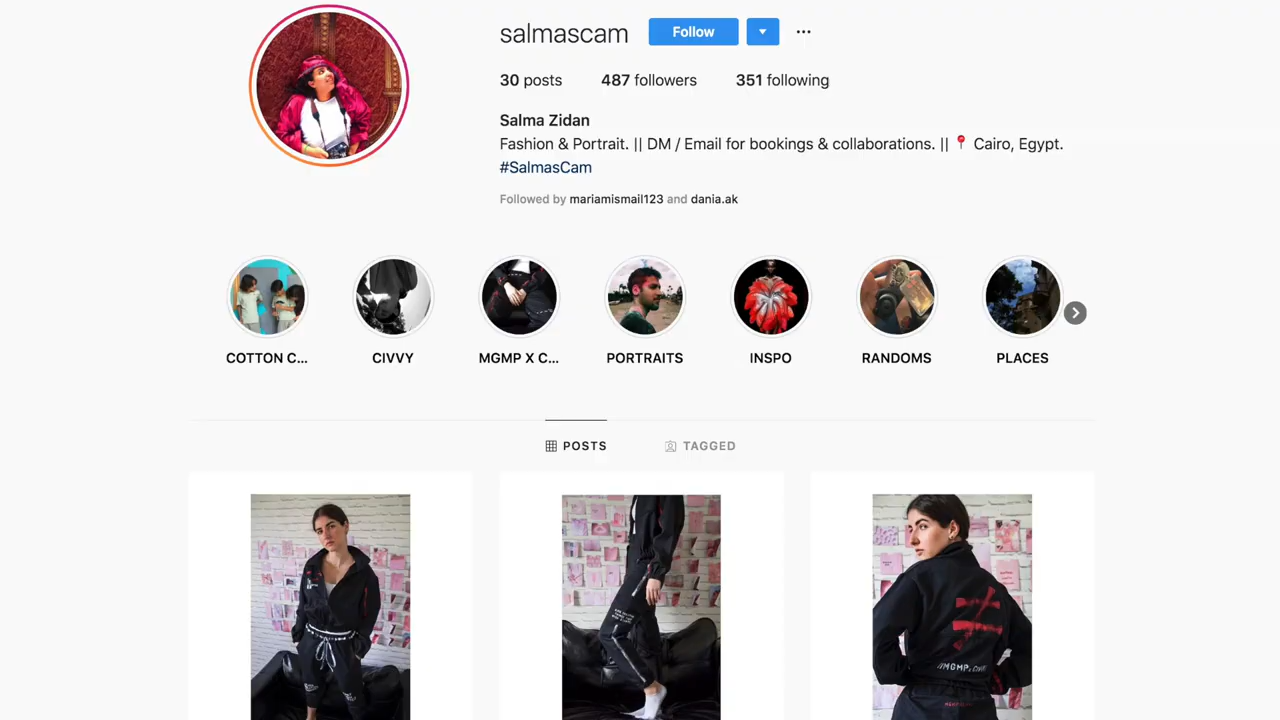 salmascam Follow ...
30 posts 487 followers 351 following
Salma Zidan
Fashion & Portrait. || DM / Email for bookings & collaborations. || 📍 Cairo, Egypt.
#SalmasCam
Followed by mariamismail123 and dania.ak
COTTON C... CIVVY MGMP X C... PORTRAITS INSPO RANDOMS PLACES
POSTS TAGGED